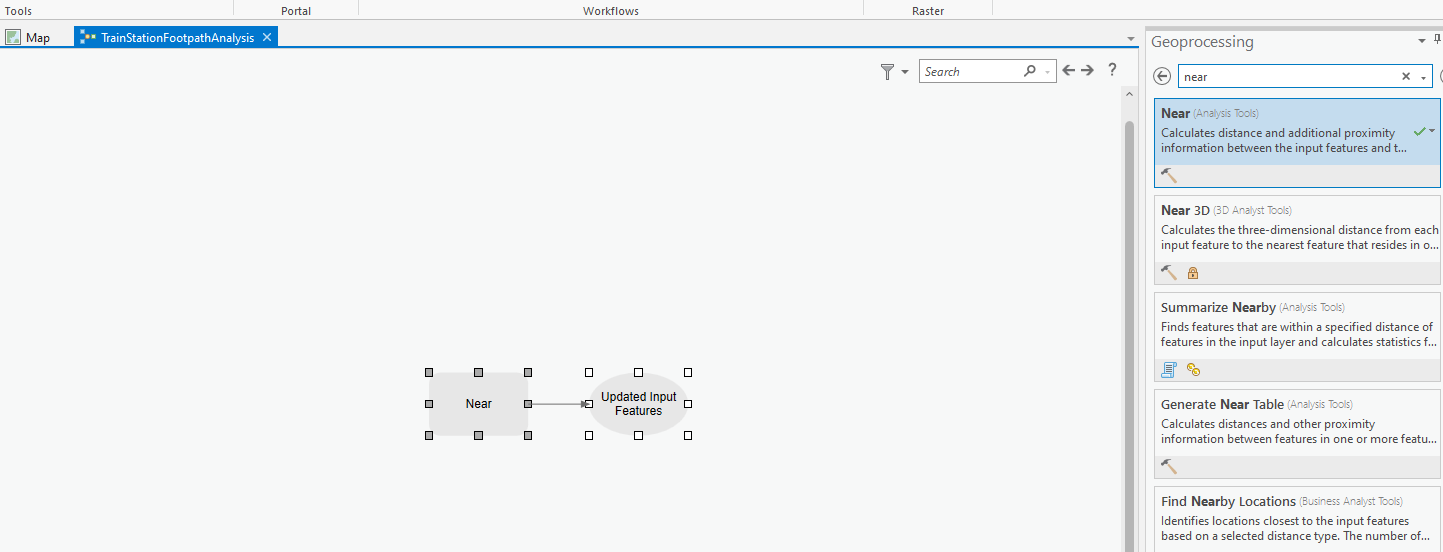 Tools
Portal
Workflows
Raster
Map
TrainStationFootpathAnalysis
Search
?
Near
Updated Input
Features
Geoprocessing
near
Near (Analysis Tools)
Calculates distance and additional proximity
information between the input features and t...
Near 3D (3D Analyst Tools)
Calculates the three-dimensional distance from each
input feature to the nearest feature that resides in o...
Summarize Nearby (Analysis Tools)
Finds features that are within a specified distance of
features in the input layer and calculates statistics f...
Generate Near Table (Analysis Tools)
Calculates distances and other proximity
information between features in one or more featu...
Find Nearby Locations (Business Analyst Tools)
Identifies locations closest to the input features
based on a selected distance type. The number of...